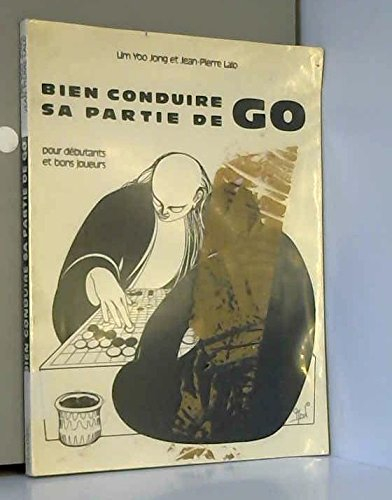 Lim Yoo Jong et Jean-Pierre Lalo
BIEN CONDUIRE
SA PARTIE DE GO
pour débutants
et bons joueurs
BIEN CONDUIRE SA PARTIE DE GO